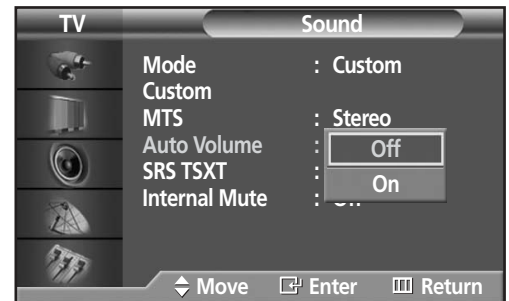 TV Sound
Mode : Custom
Custom
MTS : Stereo
Auto Volume : Off
SRS TSXT : On
Internal Mute :
Move Enter Return